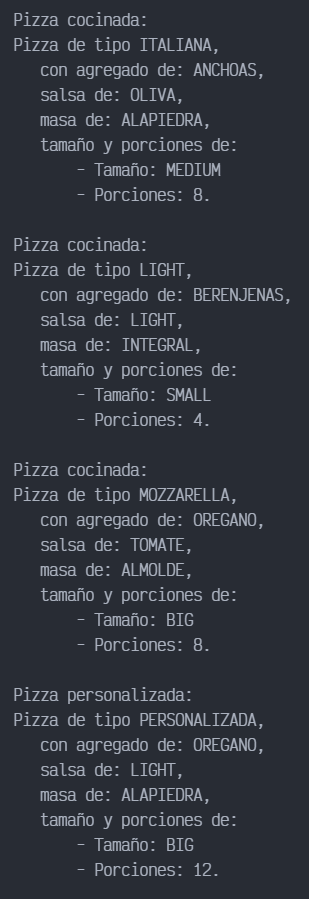 Pizza cocinada:
Pizza de tipo ITALIANA,
con agregado de: ANCHOAS,
salsa de: OLIVA,
masa de: ALAPIEDRA,
tamaño y porciones de:
- Tamaño: MEDIUM
- Porciones: 8.
Pizza cocinada:
Pizza de tipo LIGHT,
con agregado de: BERENJENAS,
salsa de: LIGHT,
masa de: INTEGRAL,
tamaño y porciones de:
- Tamaño: SMALL
- Porciones: 4.
Pizza cocinada:
Pizza de tipo MOZZARELLA,
con agregado de: OREGANO,
salsa de: TOMATE,
masa de: ALMOLDE,
tamaño y porciones de:
- Tamaño: BIG
- Porciones: 8.
Pizza personalizada:
Pizza de tipo PERSONALIZADA,
con agregado de: OREGANO,
salsa de: LIGHT,
masa de: ALAPIEDRA,
tamaño y porciones de:
- Tamaño: BIG
- Porciones: 12.